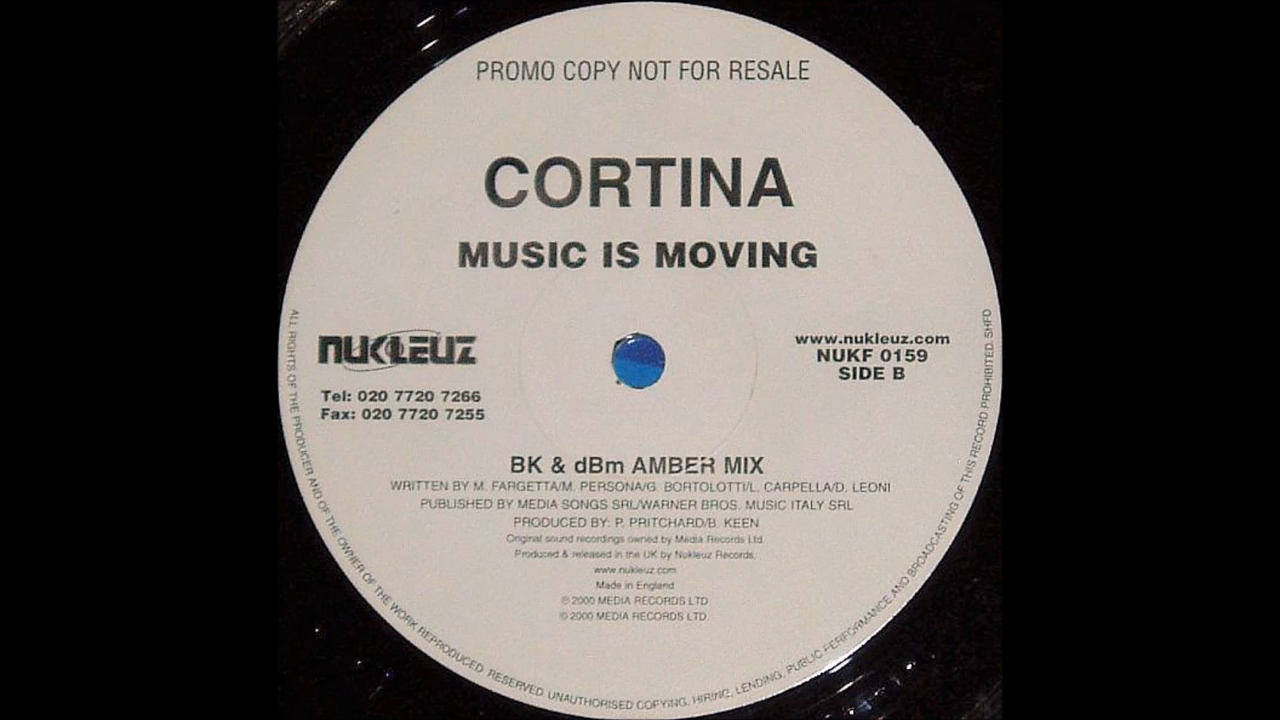 PROMO COPY NOT FOR RESALE
CORTINA
MUSIC IS MOVING
NUKLEUZ
Tel: 020 7720 7266
Fax: 020 7720 7255
www.nukleuz.com
NUKF 0159
SIDE B
BK & dBm AMBER MIX
WRITTEN BY M. FARGETTA/M. PERSONA/G. BORTOLOTTI/L. CARPELLA/D. LEONI
PUBLISHED BY MEDIA SONGS SRL/WARNER BROS. MUSIC ITALY SRL
PRODUCED BY: P. PRITCHARD/B. KEEN
Original sound recordings owned by Media Records Ltd.
Produced & released in the UK by Nukleuz Records.
www.nukleuz.com
Made in England
℗ 2000 MEDIA RECORDS LTD
© 2000 MEDIA RECORDS LTD.
ALL RIGHTS OF THE PRODUCER AND OF THE OWNER OF THE WORK REPRODUCED RESERVED. UNAUTHORISED COPYING, HIRING, LENDING, PUBLIC PERFORMANCE AND BROADCASTING OF THIS RECORD PROHIBITED. SHFD